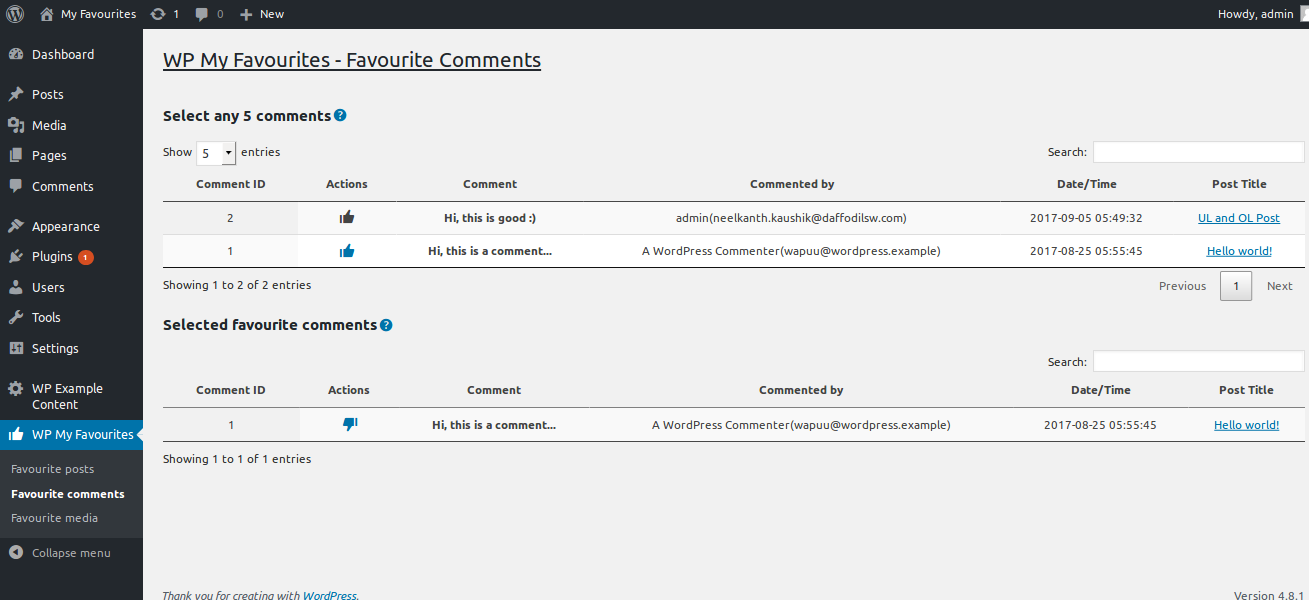 My Favourites 1 0 New Howdy, admin
Dashboard
Posts
Media
Pages
Comments
Appearance
Plugins 1
Users
Tools
Settings
WP Example
Content
WP My Favourites
Favourite posts
Favourite comments
Favourite media
Collapse menu
WP My Favourites - Favourite Comments
Select any 5 comments ?
Show 5 entries Search:
Comment ID Actions Comment Commented by Date/Time Post Title
2 Hi, this is good :) admin(neelkanth.kaushik@daffodilsw.com) 2017-09-05 05:49:32 UL and OL Post
1 Hi, this is a comment... A WordPress Commenter(wapuu@wordpress.example) 2017-08-25 05:55:45 Hello world!
Showing 1 to 2 of 2 entries Previous 1 Next
Selected favourite comments ?
Search:
Comment ID Actions Comment Commented by Date/Time Post Title
1 Hi, this is a comment... A WordPress Commenter(wapuu@wordpress.example) 2017-08-25 05:55:45 Hello world!
Showing 1 to 1 of 1 entries
Thank you for creating with WordPress. Version 4.8.1